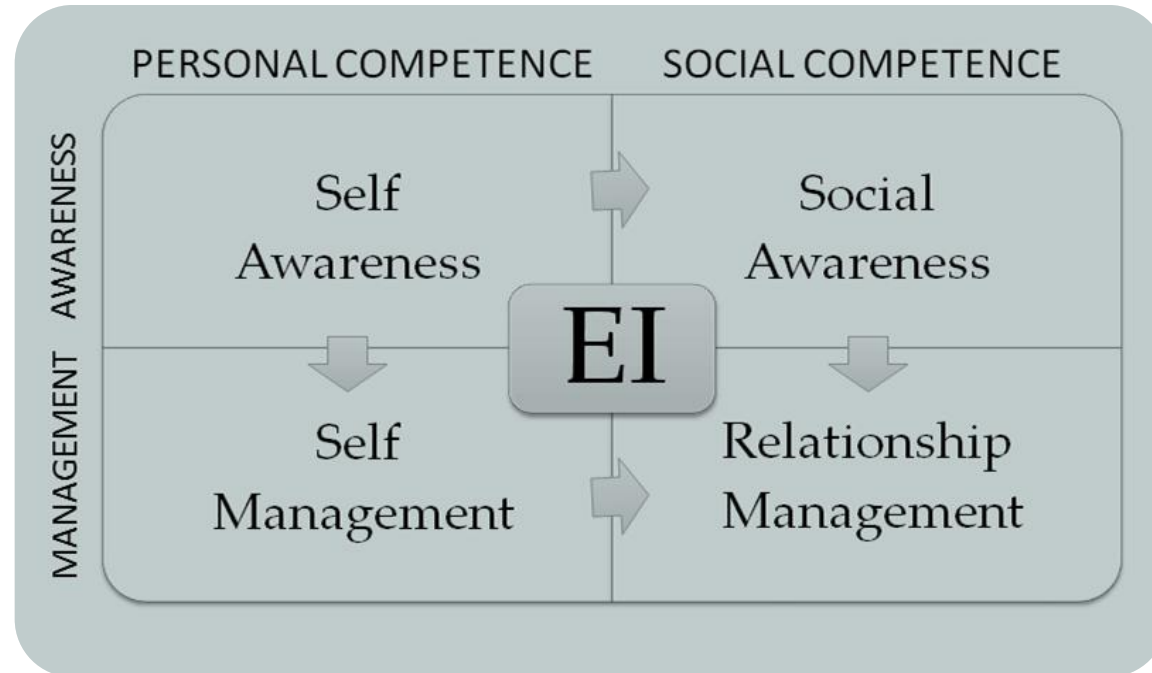 PERSONAL COMPETENCE
SOCIAL COMPETENCE
AWARENESS
Self
Awareness
Social
Awareness
EI
MANAGEMENT
Self
Management
Relationship
Management